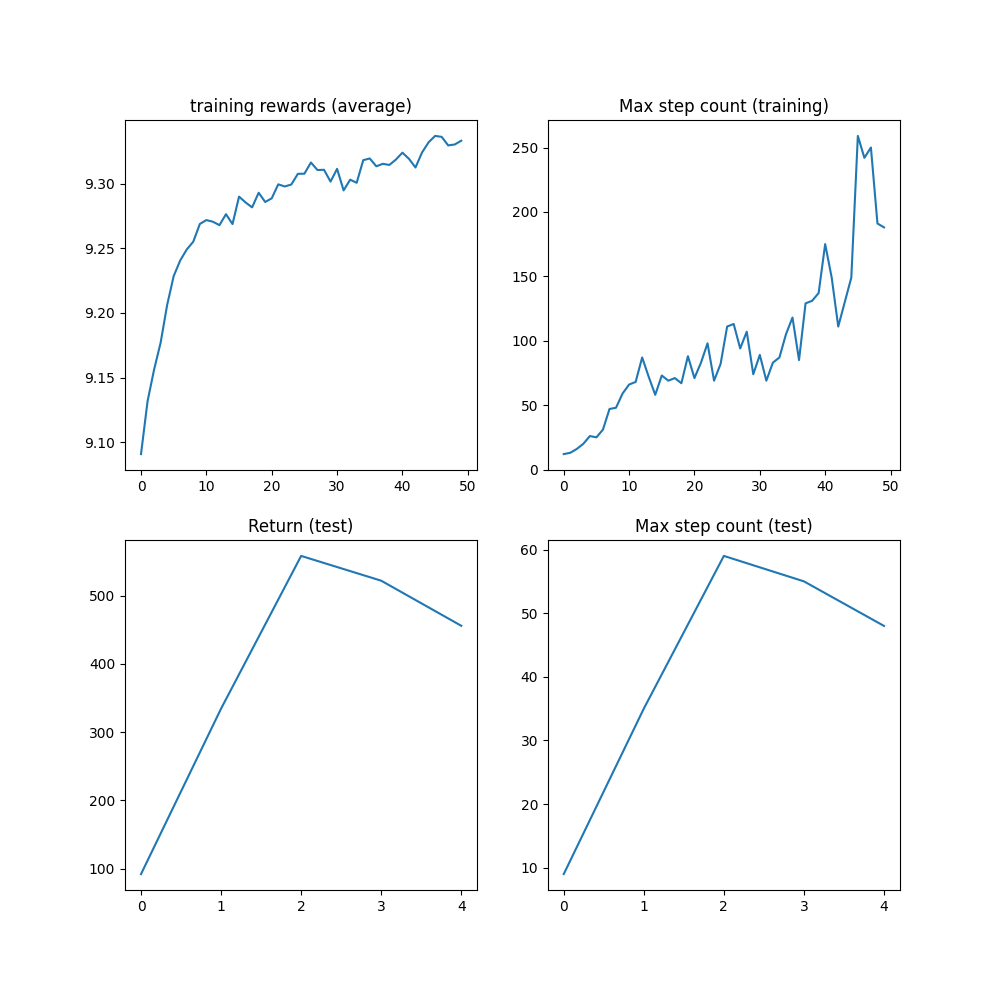 training rewards (average)
9.30
9.25
9.20
9.15
9.10
0 10 20 30 40 50
Max step count (training)
250
200
150
100
50
0
0 10 20 30 40 50
Return (test)
500
400
300
200
100
0 1 2 3 4
Max step count (test)
60
50
40
30
20
10
0 1 2 3 4